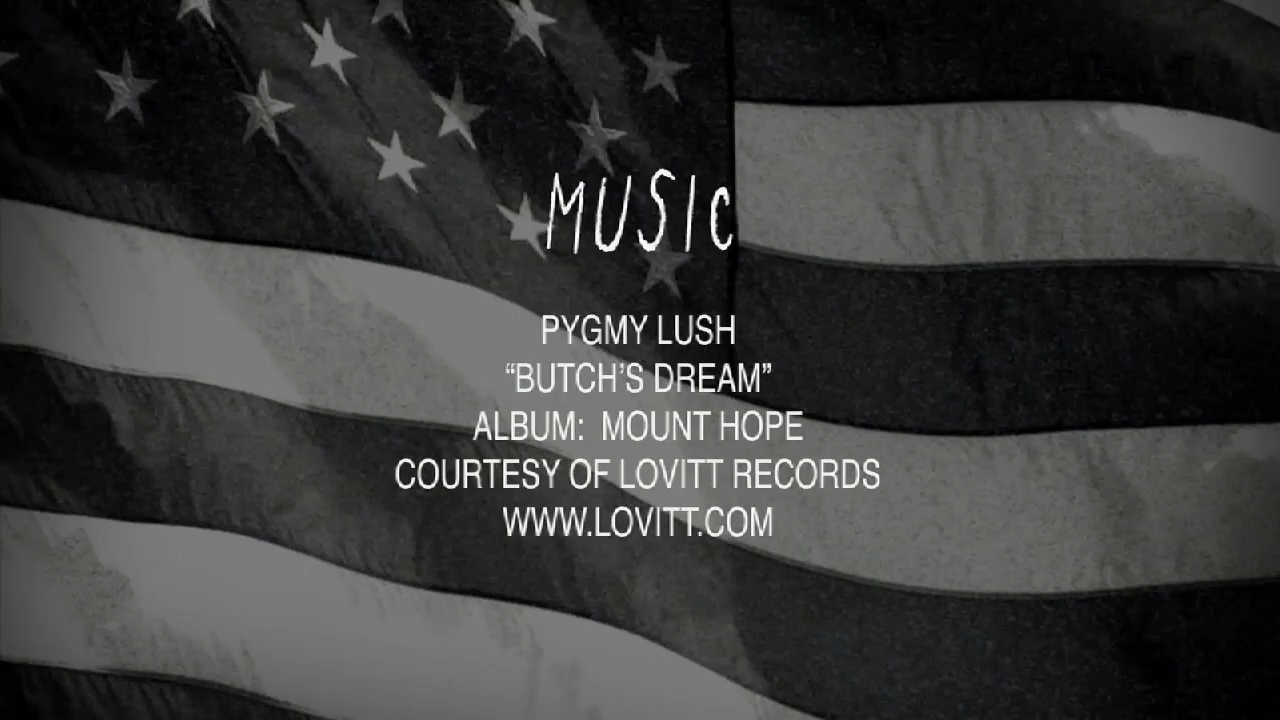 MUSIC
PYGMY LUSH
“BUTCH’S DREAM”
ALBUM: MOUNT HOPE
COURTESY OF LOVITT RECORDS
WWW.LOVITT.COM